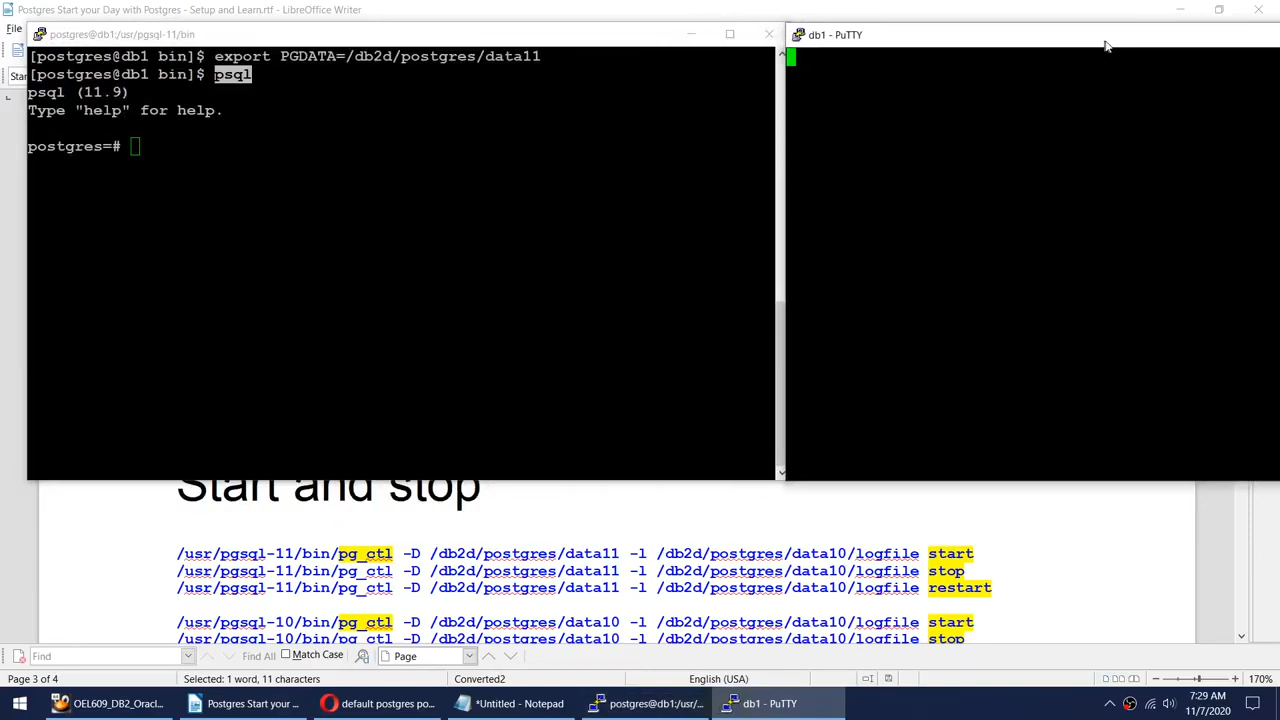 Postgres Start your Day with Postgres - Setup and Learn.rtf - LibreOffice Writer
File
postgres@db1:/usr/pgsql-11/bin
[postgres@db1 bin]$ export PGDATA=/db2d/postgres/data11
[postgres@db1 bin]$ psql
psql (11.9)
Type "help" for help.
postgres=#
db1 - PuTTY
Start and stop
/usr/pgsql-11/bin/pg_ctl -D /db2d/postgres/data11 -l /db2d/postgres/data10/logfile start
/usr/pgsql-11/bin/pg_ctl -D /db2d/postgres/data11 -l /db2d/postgres/data10/logfile stop
/usr/pgsql-11/bin/pg_ctl -D /db2d/postgres/data11 -l /db2d/postgres/data10/logfile restart
/usr/pgsql-10/bin/pg_ctl -D /db2d/postgres/data10 -l /db2d/postgres/data10/logfile start
/usr/pgsql-10/bin/pg_ctl -D /db2d/postgres/data10 -l /db2d/postgres/data10/logfile stop
Find Find All Match Case Page
Page 3 of 4 Selected: 1 word, 11 characters Converted2 English (USA) 170%
OEL609_DB2_Oracl... Postgres Start your ... default postgres po... *Untitled - Notepad postgres@db1:/usr/... db1 - PuTTY
7:29 AM
11/7/2020